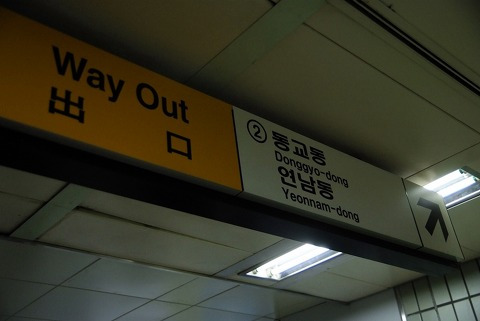 Way Out
出 口
② 동교동
Donggyo-dong
연남동
Yeonnam-dong